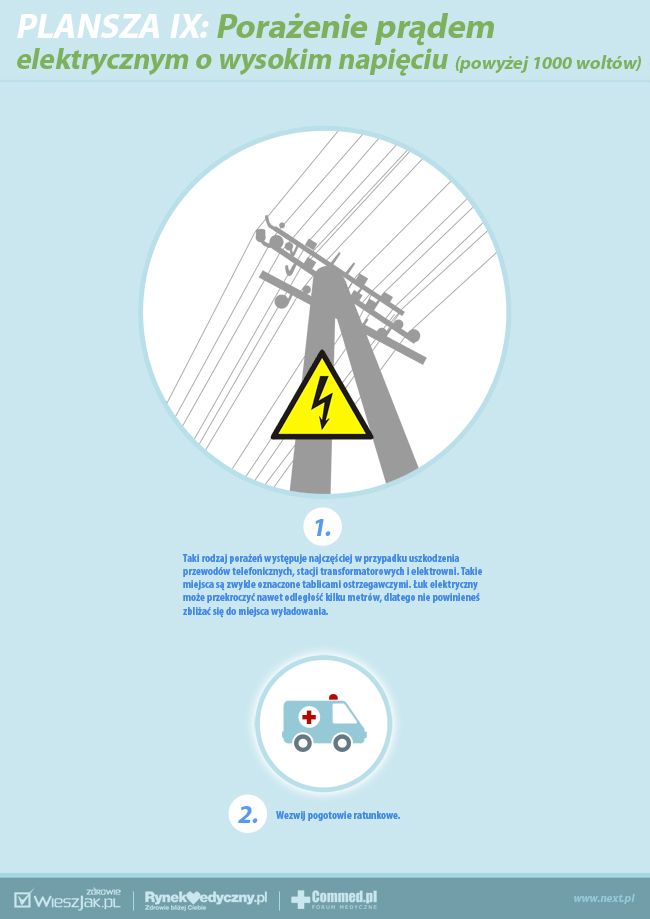 PLANSZA IX: Porażenie prądem
elektrycznym o wysokim napięciu (powyżej 1000 woltów)
1.
Taki rodzaj porażeń występuje najczęściej w przypadku uszkodzenia
przewodów telefonicznych, stacji transformatorowych i elektrowni. Takie
miejsca są zwykle oznaczone tablicami ostrzegawczymi. Łuk elektryczny
może przekroczyć nawet odległość kilku metrów, dlatego nie powinieneś
zbliżać się do miejsca wyładowania.
2. Wezwij pogotowie ratunkowe.
ZDROWIE
WIESZJAK.PL
RynekMedyczny.pl
Zdrowie bliżej Ciebie
Commed.pl
FORUM MEDYCZNE
www.next.pl